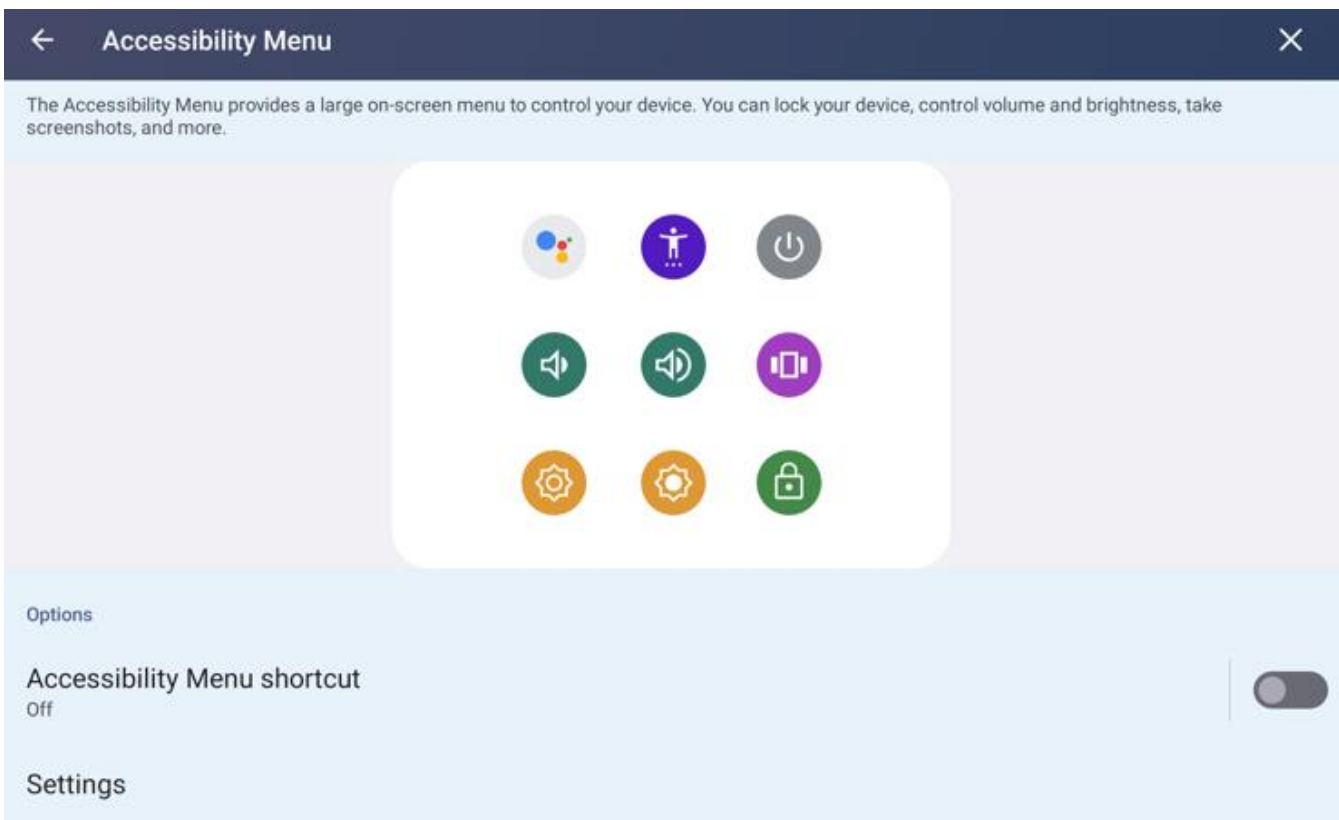 Accessibility Menu
The Accessibility Menu provides a large on-screen menu to control your device. You can lock your device, control volume and brightness, take
screenshots, and more.
Options
Accessibility Menu shortcut
Off
Settings